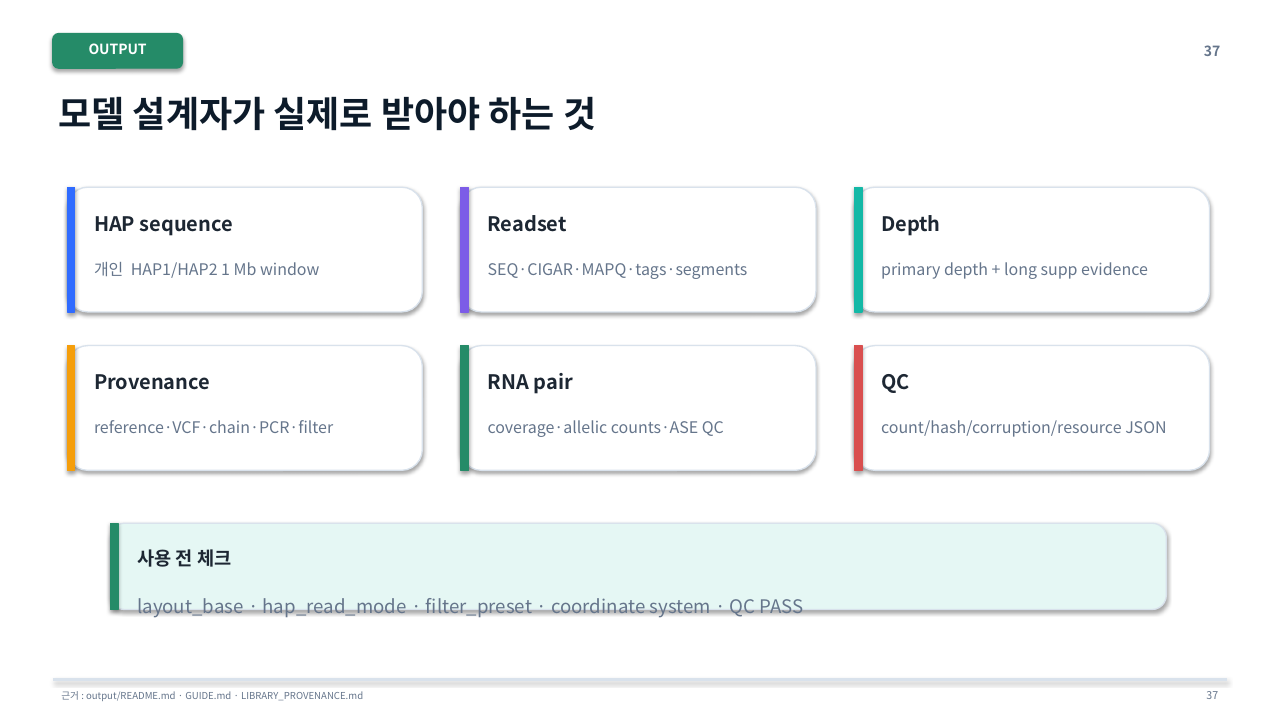 OUTPUT
37
모델 설계자가 실제로 받아야 하는 것
HAP sequence
개인 HAP1/HAP2 1 Mb window
Readset
SEQ·CIGAR·MAPQ·tags·segments
Depth
primary depth + long supp evidence
Provenance
reference·VCF·chain·PCR·filter
RNA pair
coverage·allelic counts·ASE QC
QC
count/hash/corruption/resource JSON
사용 전 체크
layout_base · hap_read_mode · filter_preset · coordinate system · QC PASS
근거 : output/README.md · GUIDE.md · LIBRARY_PROVENANCE.md
37